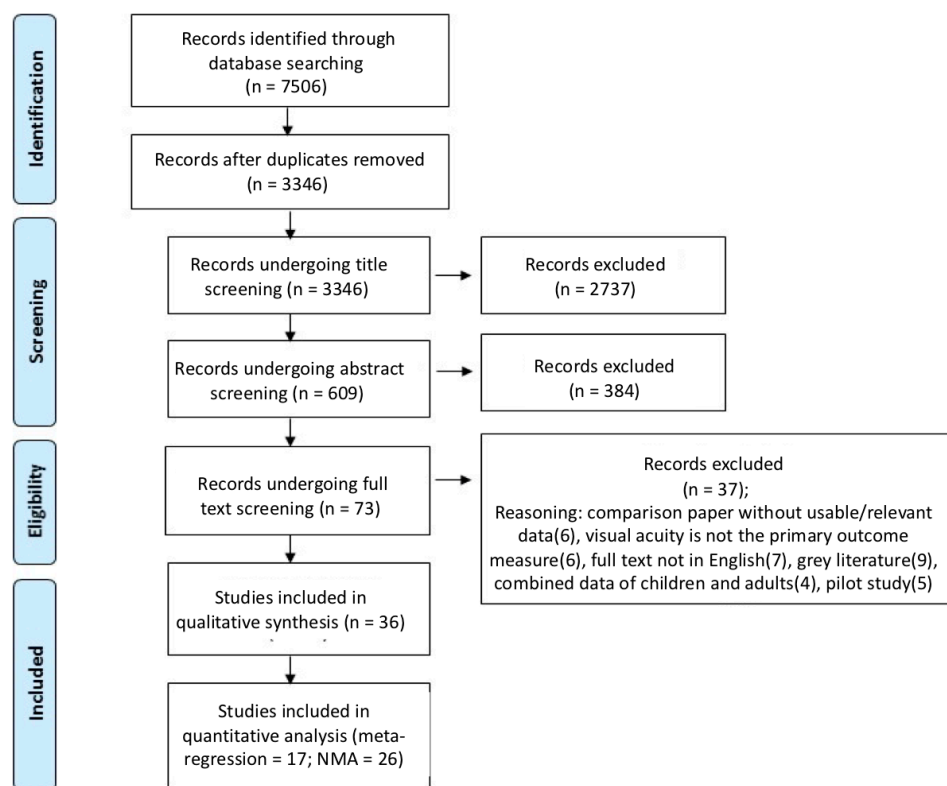 Identification
Records identified through
database searching
(n = 7506)
Records after duplicates removed
(n = 3346)
Screening
Records undergoing title
screening (n = 3346)
Records excluded
(n = 2737)
Records undergoing abstract
screening (n = 609)
Records excluded
(n = 384)
Eligibility
Records undergoing full
text screening (n = 73)
Records excluded
(n = 37);
Reasoning: comparison paper without usable/relevant
data(6), visual acuity is not the primary outcome
measure(6), full text not in English(7), grey literature(9),
combined data of children and adults(4), pilot study(5)
Included
Studies included in
qualitative synthesis (n = 36)
Studies included in
quantitative analysis (meta-
regression = 17; NMA = 26)